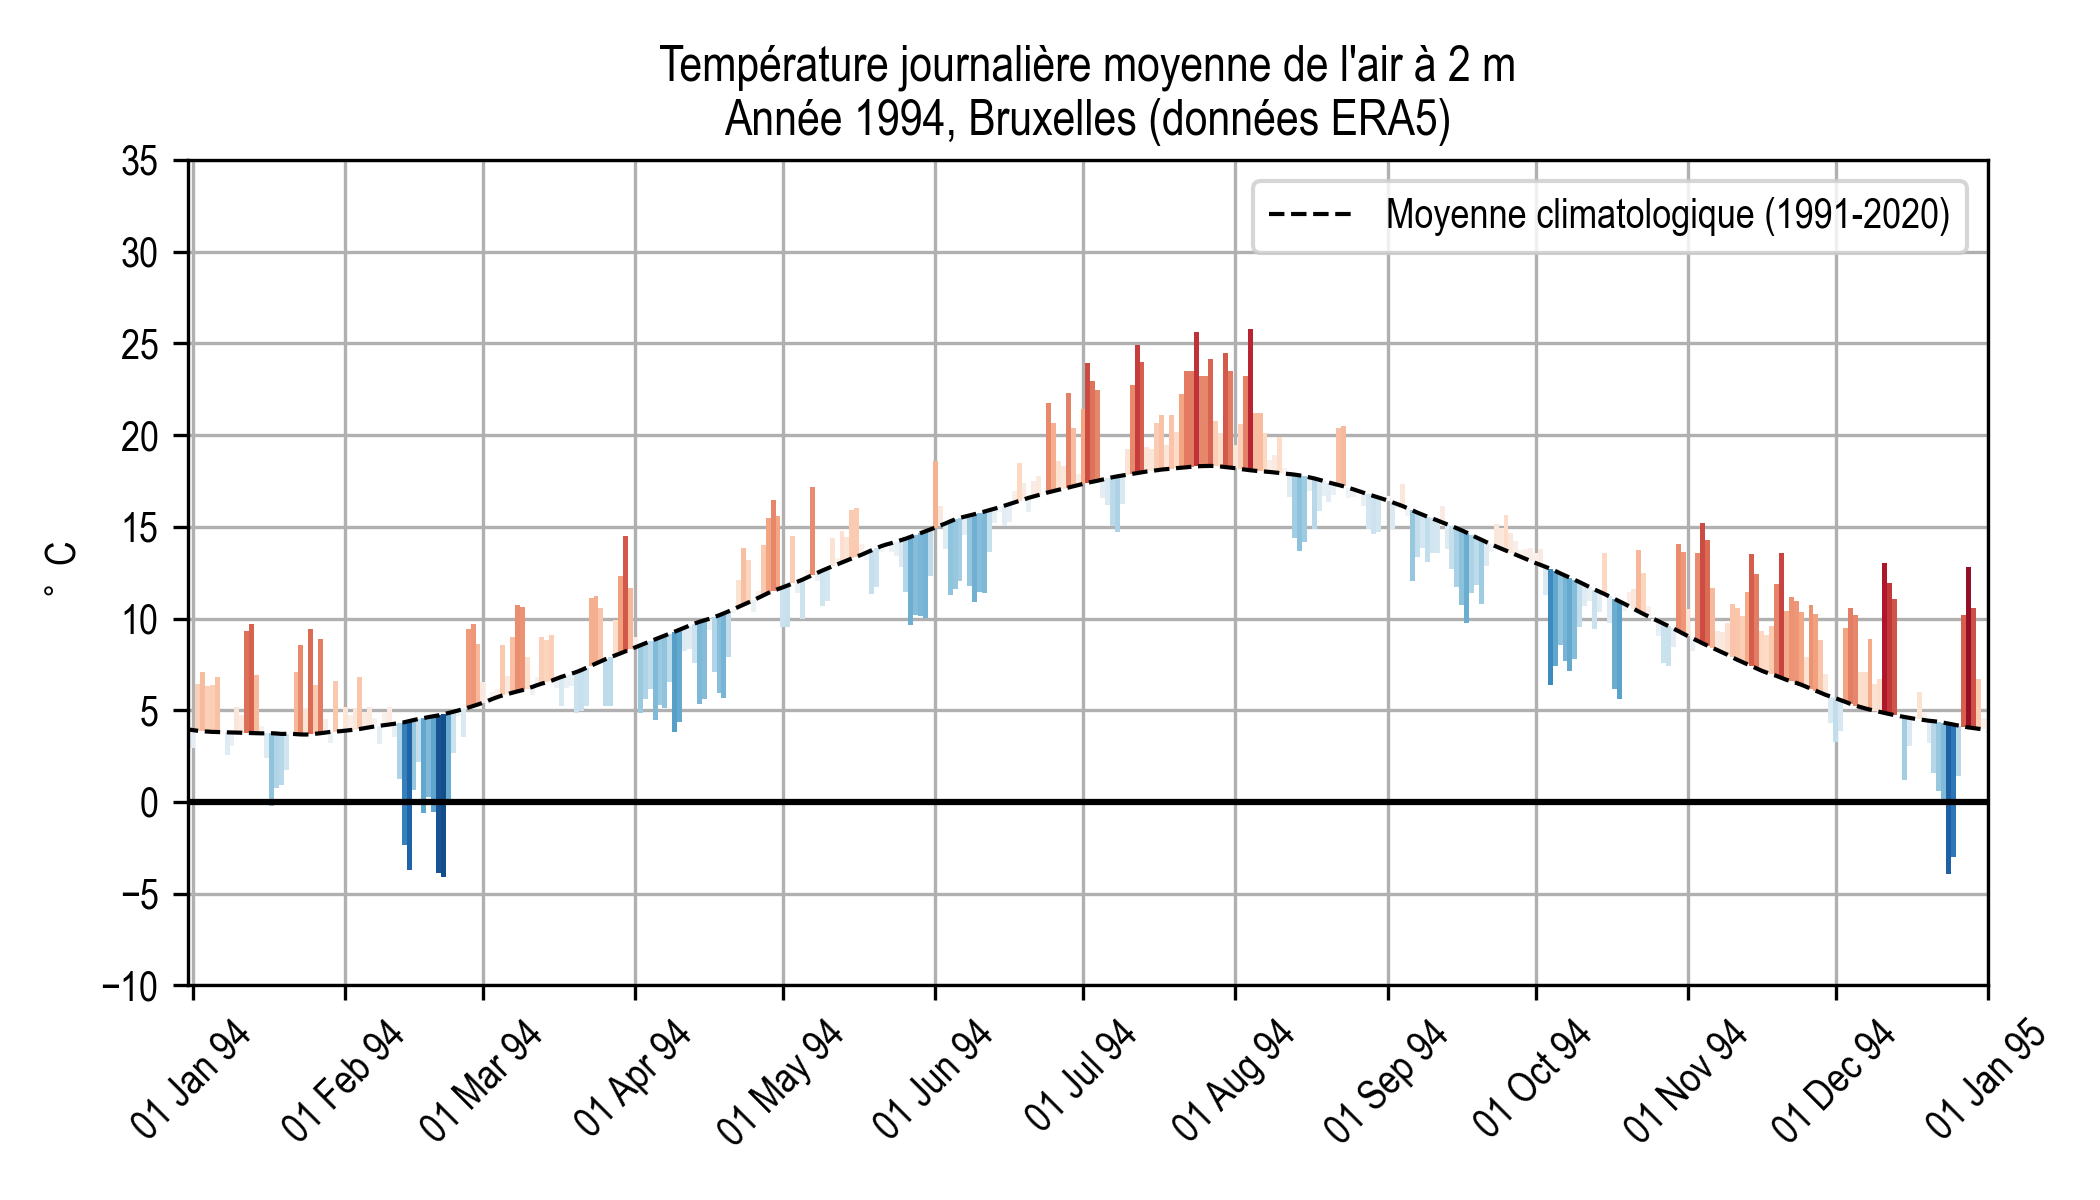 Température journalière moyenne de l'air à 2 m
Année 1994, Bruxelles (données ERA5)
35
30
25
20
15
10
5
0
−5
−10
° C
Moyenne climatologique (1991-2020)
01 Jan 94
01 Feb 94
01 Mar 94
01 Apr 94
01 May 94
01 Jun 94
01 Jul 94
01 Aug 94
01 Sep 94
01 Oct 94
01 Nov 94
01 Dec 94
01 Jan 95